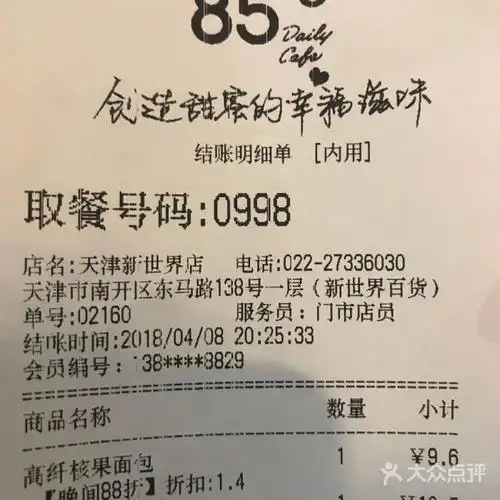 85°
Daily
Cafe
创造甜蜜的幸福滋味
结账明细单 [内用]
取餐号码:0998
店名:天津新世界店 电话:022-27336030
天津市南开区东马路138号一层(新世界百货)
单号:02160 服务员: 门市店员
结账时间:2018/04/08 20:25:33
会员编号: 138****8829
商品名称 数量 小计
高纤核果面包 1 ¥9.6
【晚间88折】折扣:1.4
大众点评